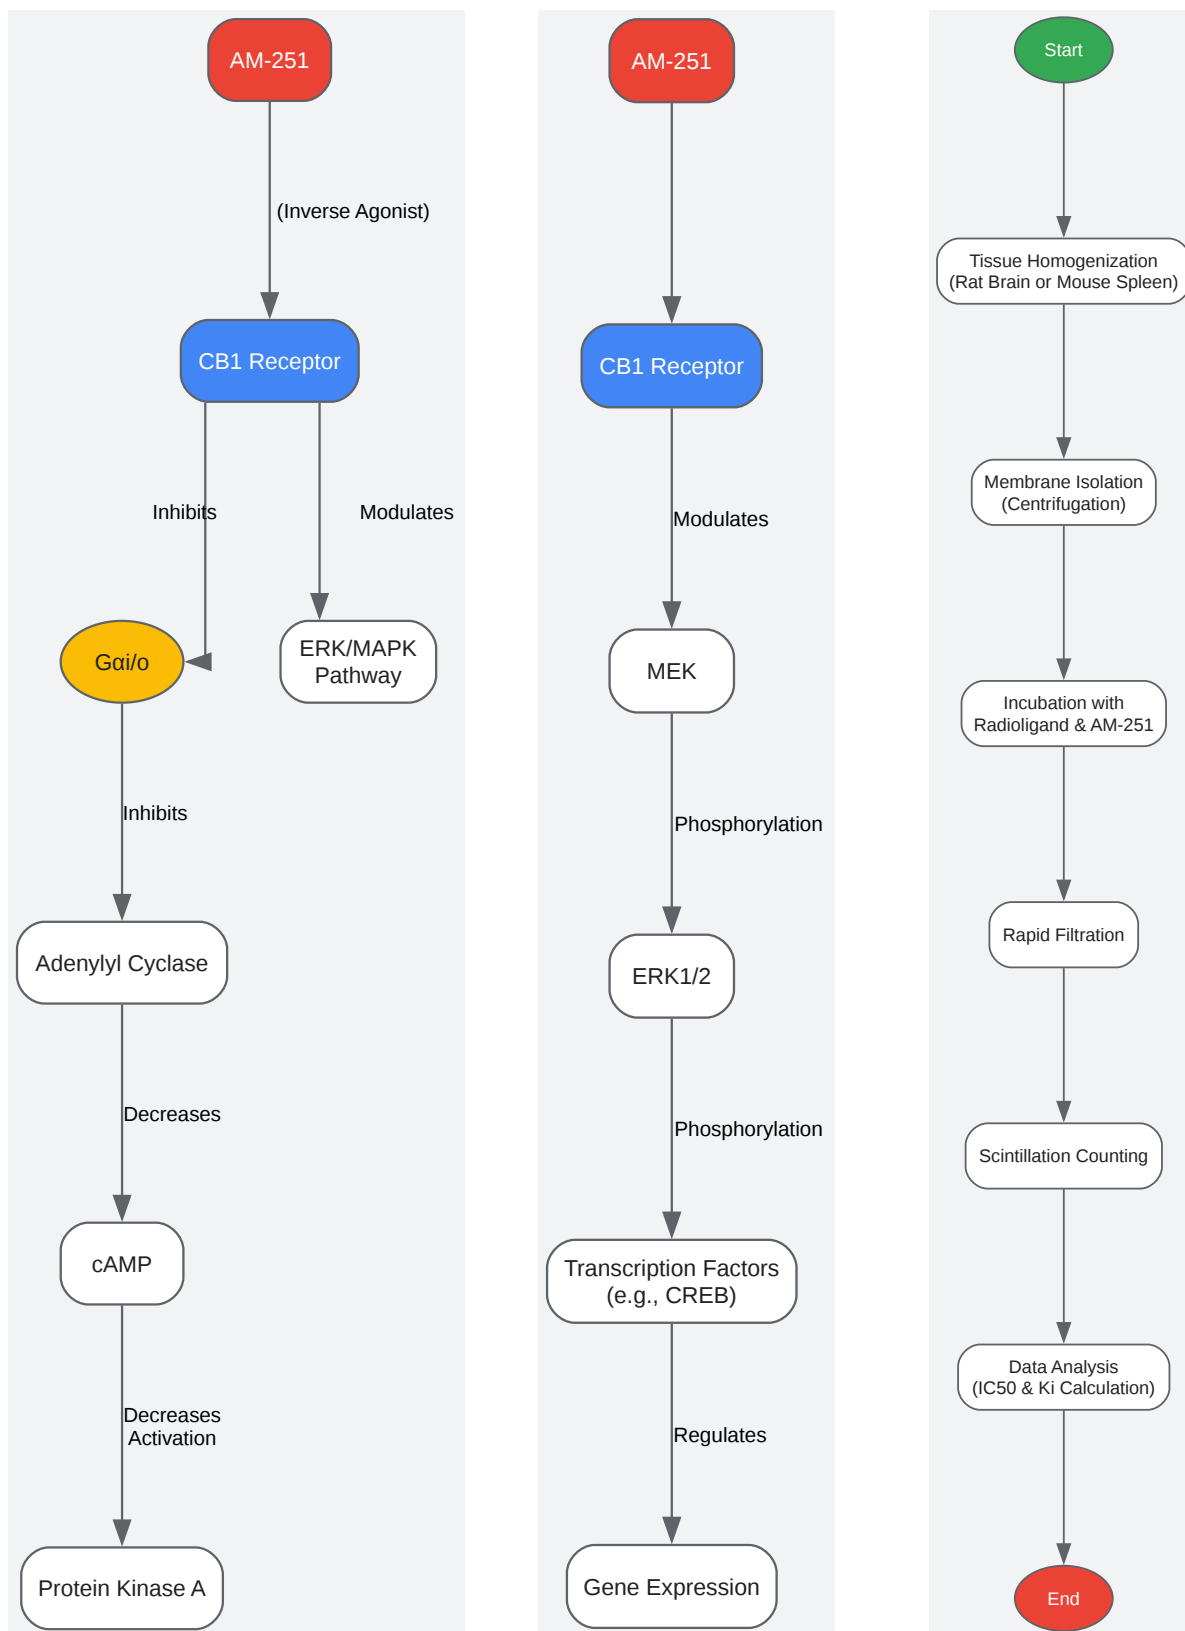 AM-251
(Inverse Agonist)
CB1 Receptor
Inhibits
Modulates
Gαi/o
ERK/MAPK
Pathway
Inhibits
Adenylyl Cyclase
Decreases
cAMP
Decreases
Activation
Protein Kinase A
AM-251
CB1 Receptor
Modulates
MEK
Phosphorylation
ERK1/2
Phosphorylation
Transcription Factors
(e.g., CREB)
Regulates
Gene Expression
Start
Tissue Homogenization
(Rat Brain or Mouse Spleen)
Membrane Isolation
(Centrifugation)
Incubation with
Radioligand & AM-251
Rapid Filtration
Scintillation Counting
Data Analysis
(IC50 & Ki Calculation)
End